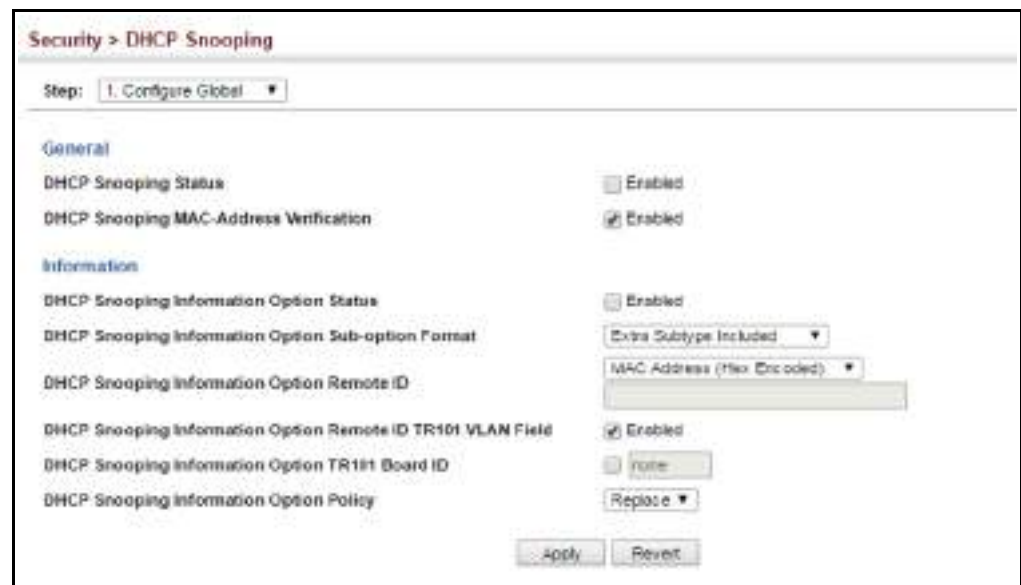 Security > DHCP Snooping
Step: 1. Configure Global
General
DHCP Snooping Status Enabled
DHCP Snooping MAC-Address Verification Enabled
Information
DHCP Snooping Information Option Status Enabled
DHCP Snooping Information Option Sub-option Format Extra Subtype Included
DHCP Snooping Information Option Remote ID MAC Address (Hex Encoded)
DHCP Snooping Information Option Remote ID TR101 VLAN Field Enabled
DHCP Snooping Information Option TR101 Board ID none
DHCP Snooping Information Option Policy Replace
Apply Revert